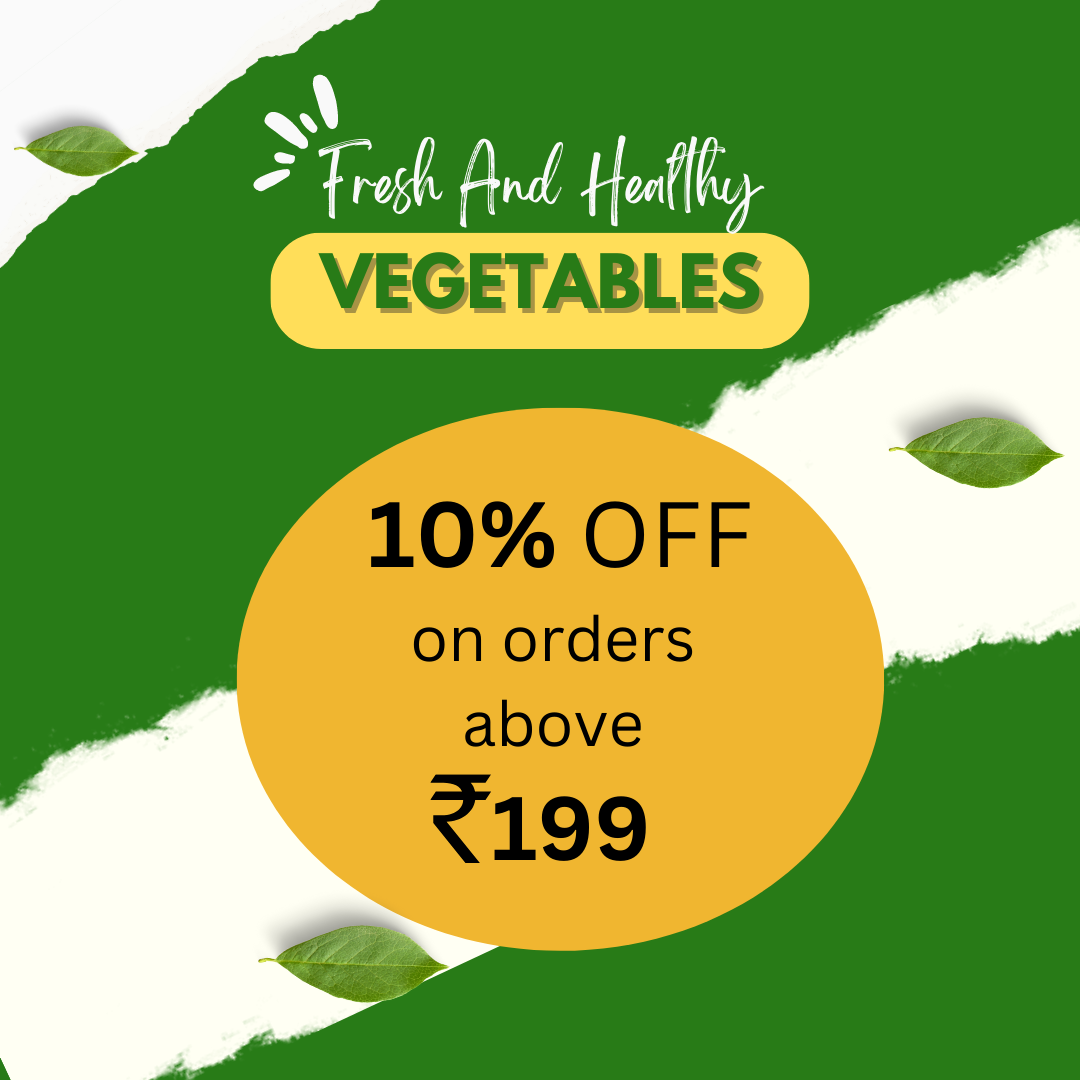 Fresh And Healthy
VEGETABLES
10% OFF
on orders
above
₹199